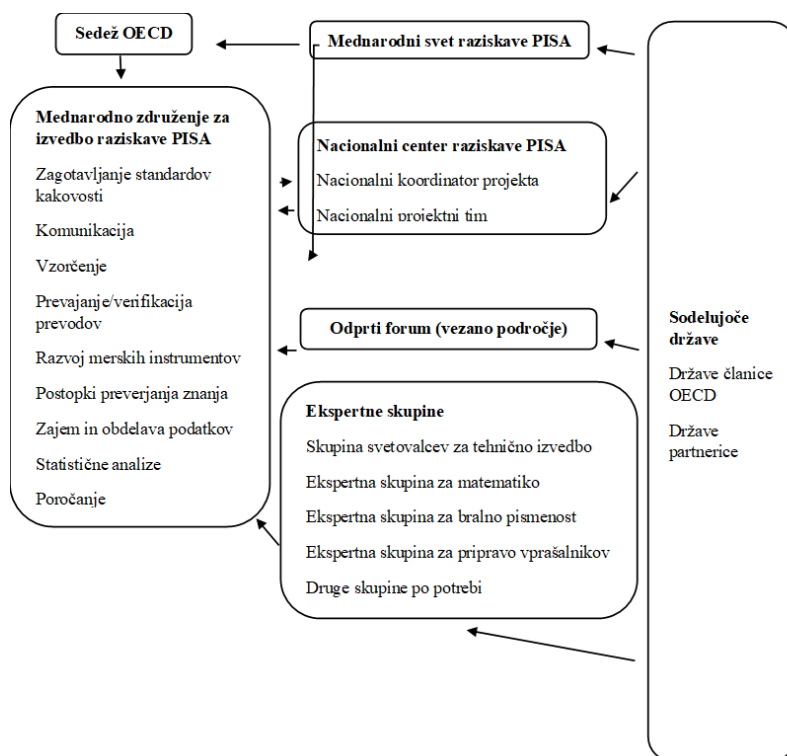 Sedež OECD
Mednarodni svet raziskave PISA
Mednarodno združenje za
izvedbo raziskave PISA
Zagotavljanje standardov
kakovosti
Komunikacija
Vzorčenje
Prevajanje/verifikacija
prevodov
Razvoj merskih instrumentov
Postopki preverjanja znanja
Zajem in obdelava podatkov
Statistične analize
Poročanje
Nacionalni center raziskave PISA
Nacionalni koordinator projekta
Nacionalni projektni tim
Odprti forum (vezano področje)
Ekspertne skupine
Skupina svetovalcev za tehnično izvedbo
Ekspertna skupina za matematiko
Ekspertna skupina za bralno pismenost
Ekspertna skupina za pripravo vprašalnikov
Druge skupine po potrebi
Sodelujoče
države
Države članice
OECD
Države
partnerice